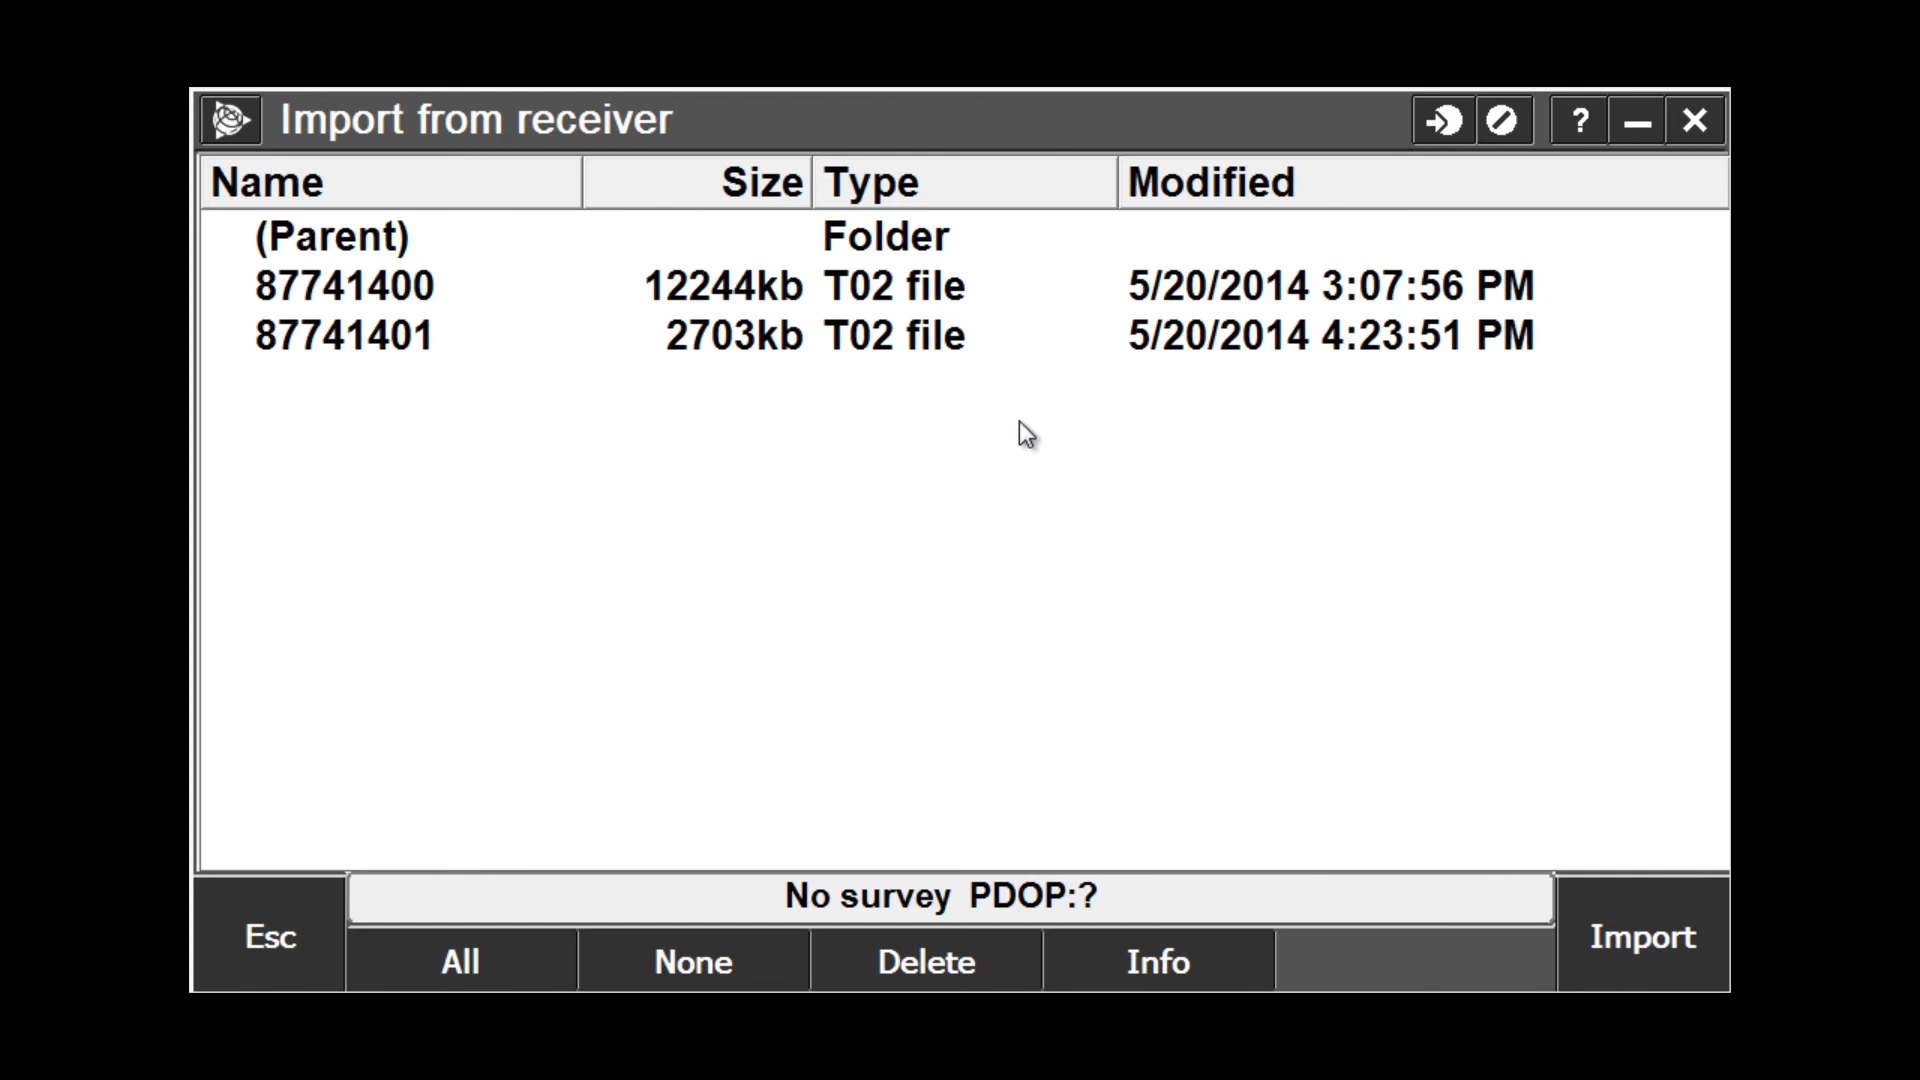 Import from receiver ?
Name Size Type Modified
(Parent) Folder
87741400 12244kb T02 file 5/20/2014 3:07:56 PM
87741401 2703kb T02 file 5/20/2014 4:23:51 PM
No survey PDOP:?
Esc All None Delete Info Import